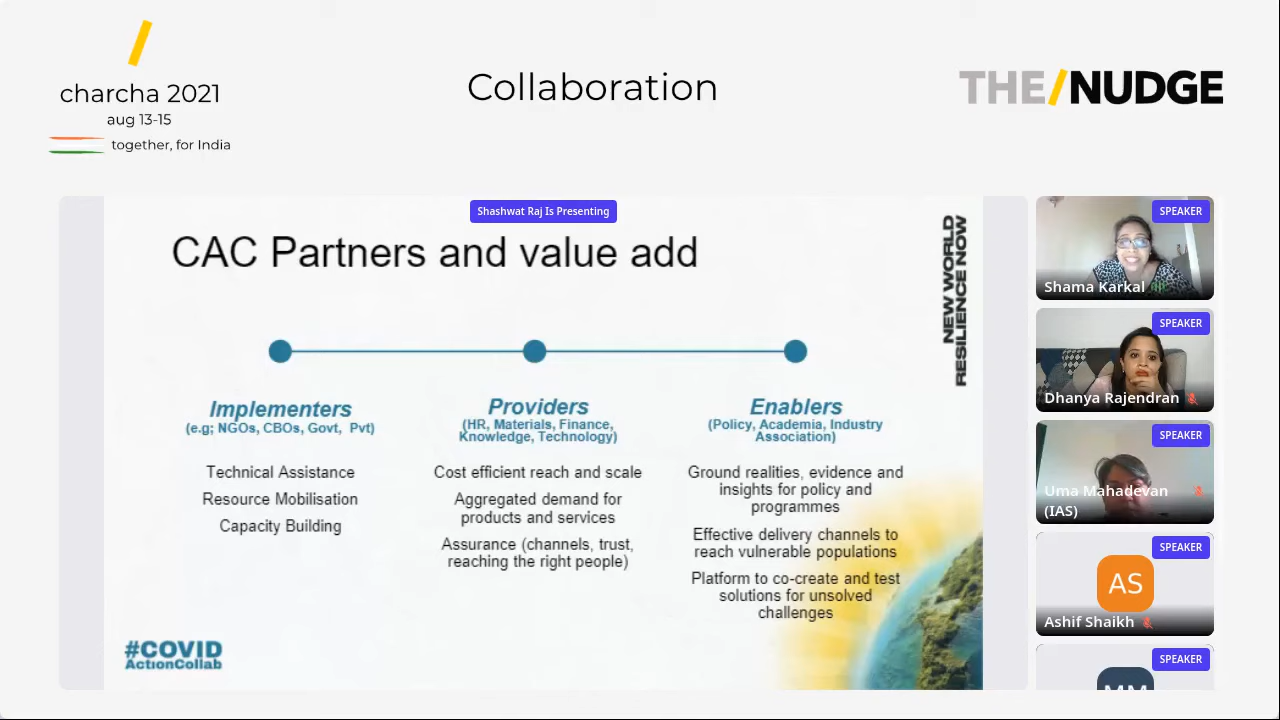 charcha 2021
aug 13-15
together, for India
Collaboration
THE/NUDGE
Shashwat Raj Is Presenting
CAC Partners and value add
NEW WORLD
RESILIENCE NOW
Implementers
(e.g; NGOs, CBOs, Govt, Pvt)
Technical Assistance
Resource Mobilisation
Capacity Building
Providers
(HR, Materials, Finance,
Knowledge, Technology)
Cost efficient reach and scale
Aggregated demand for
products and services
Assurance (channels, trust,
reaching the right people)
Enablers
(Policy, Academia, Industry
Association)
Ground realities, evidence and
insights for policy and
programmes
Effective delivery channels to
reach vulnerable populations
Platform to co-create and test
solutions for unsolved
challenges
#COVID
ActionCollab
SPEAKER
Shama Karkal
SPEAKER
Dhanya Rajendran
SPEAKER
Uma Mahadevan
(IAS)
SPEAKER
AS
Ashif Shaikh
SPEAKER
MM